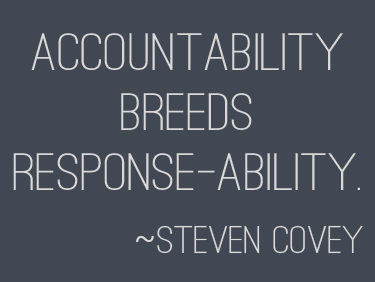 ACCOUNTABILITY
BREEDS
RESPONSE-ABILITY.
~STEVEN COVEY